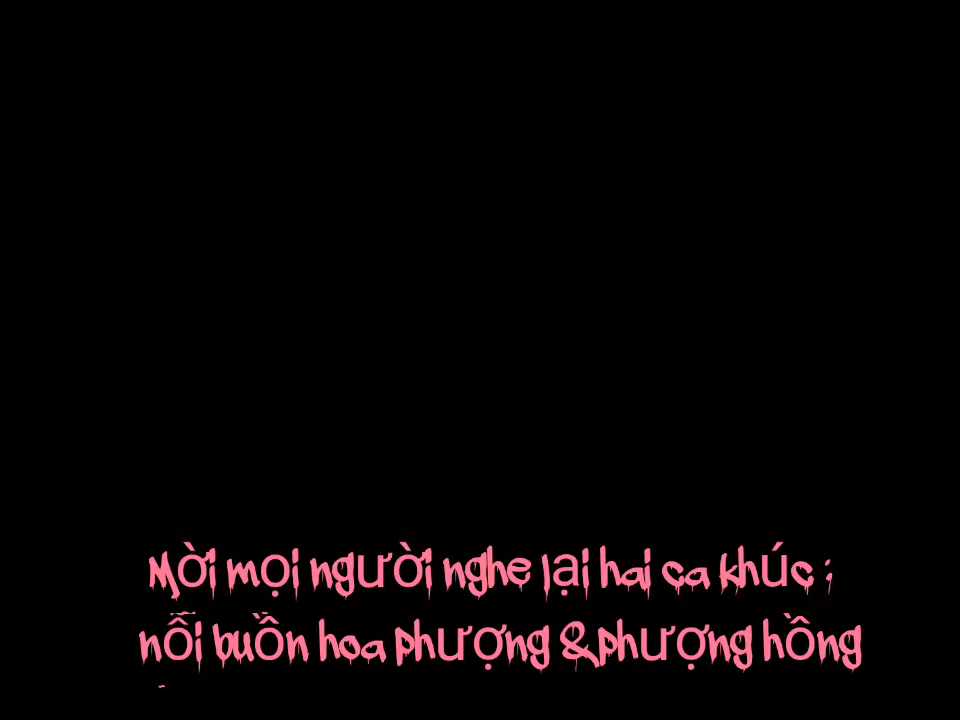 Mời mọi người nghe lại hai ca khúc :
nỗi buồn hoa phượng &phượng hồng